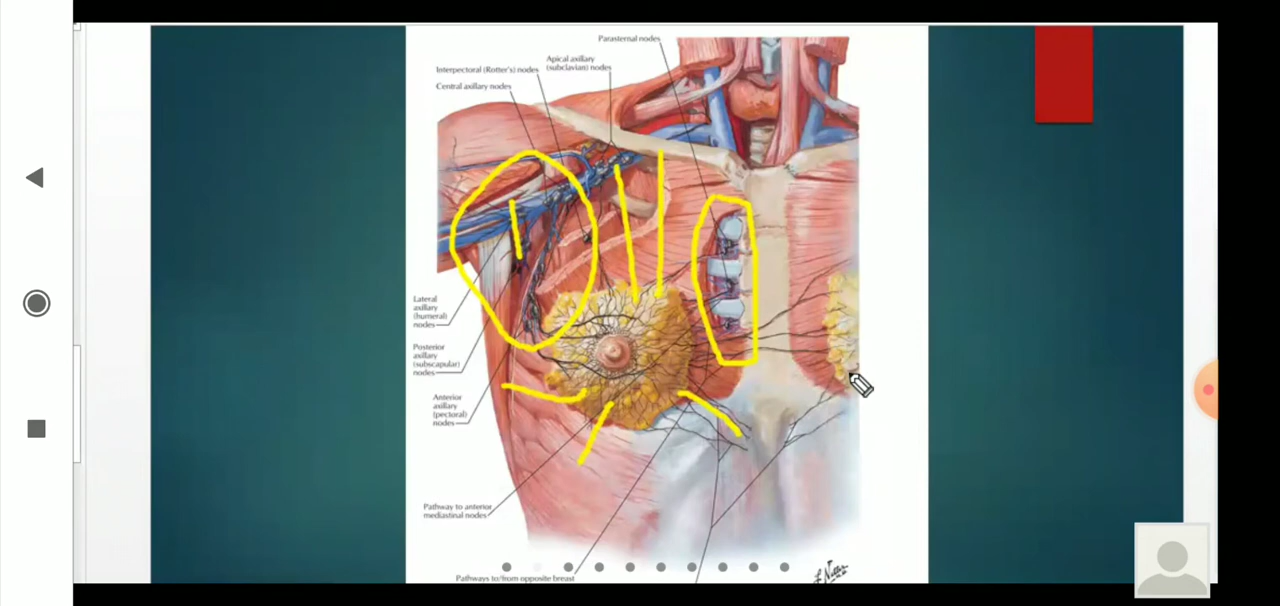 Parasternal nodes
Apical axillary
(subclavian) nodes
Interpectoral (Rotter's) nodes
Central axillary nodes
Lateral
axillary
(humeral)
nodes
Posterior
axillary
(subscapular)
nodes
Anterior
axillary
(pectoral)
nodes
Pathway to anterior
mediastinal nodes
Pathways to/from opposite breast